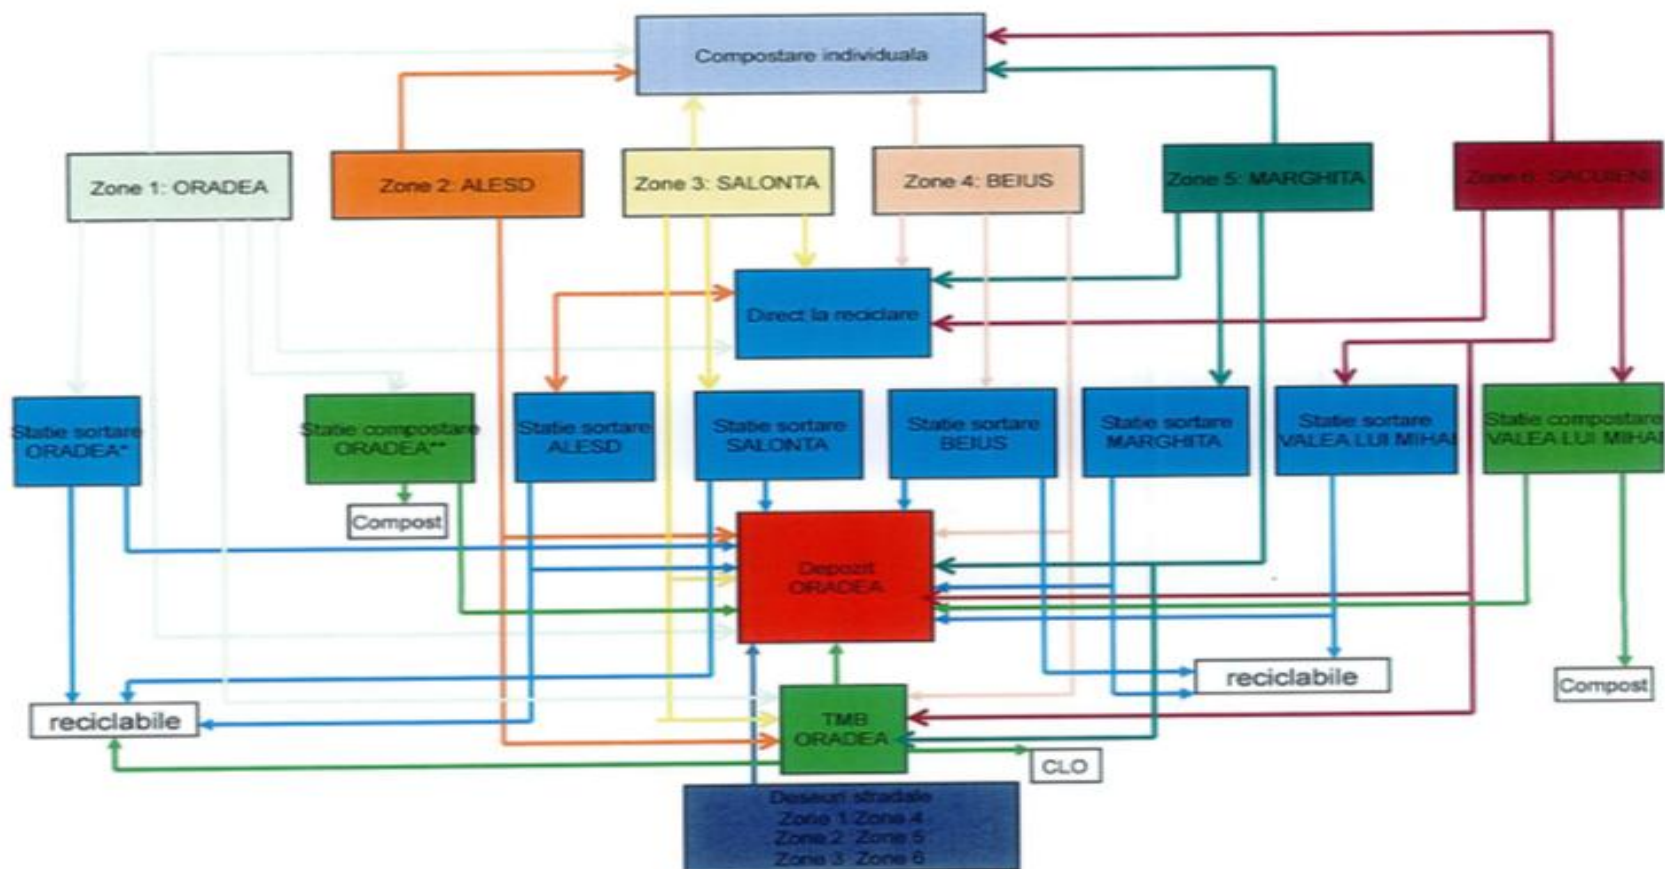 Compostare individuala
Zone 1: ORADEA
Zone 2: ALESD
Zone 3: SALONTA
Zone 4: BEIUS
Zone 5: MARGHITA
Zone 6: SACUIENI
Direct la reciclare
Statie sortare
ORADEA*
Statie compostare
ORADEA**
Statie sortare
ALESD
Statie sortare
SALONTA
Statie sortare
BEIUS
Statie sortare
MARGHITA
Statie sortare
VALEA LUI MIHAI
Statie compostare
VALEA LUI MIHAI
Compost
Depozit
ORADEA
reciclabile
Compost
reciclabile
TMB
ORADEA
CLO
Deseuri stradale
Zone 1 Zone 4
Zone 2 Zone 5
Zone 3 Zone 6